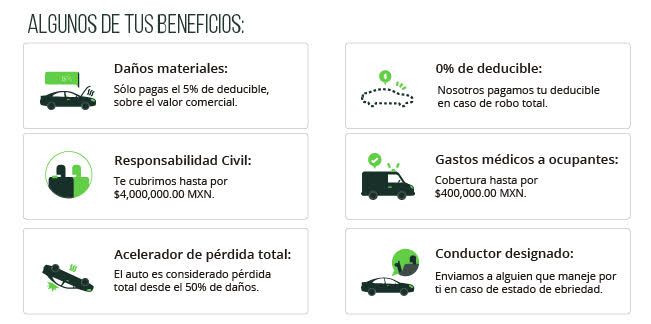 ALGUNOS DE TUS BENEFICIOS:
Daños materiales:
Sólo pagas el 5% de deducible,
sobre el valor comercial.
0% de deducible:
Nosotros pagamos tu deducible
en caso de robo total.
Responsabilidad Civil:
Te cubrimos hasta por
$4,000,000.00 MXN.
Gastos médicos a ocupantes:
Cobertura hasta por
$400,000.00 MXN.
Acelerador de pérdida total:
El auto es considerado pérdida
total desde el 50% de daños.
Conductor designado:
Enviamos a alguien que maneje por
ti en caso de estado de ebriedad.